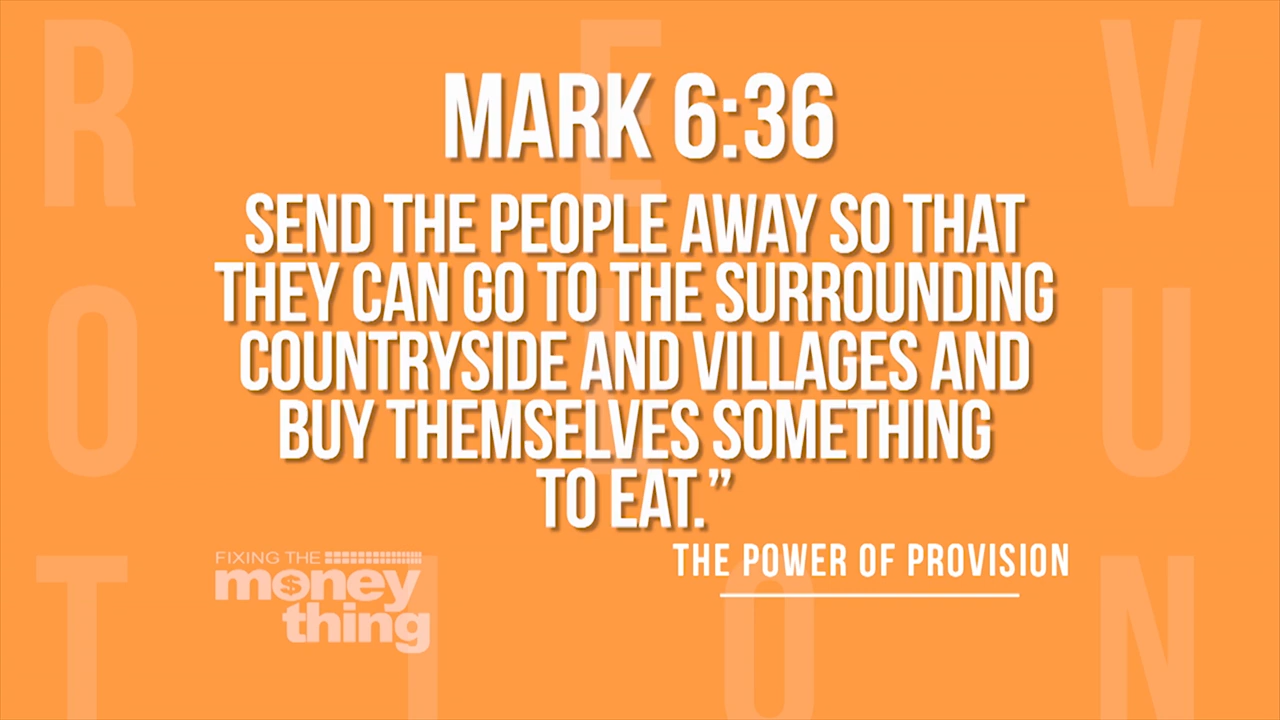 MARK 6:36
SEND THE PEOPLE AWAY SO THAT
THEY CAN GO TO THE SURROUNDING
COUNTRYSIDE AND VILLAGES AND
BUY THEMSELVES SOMETHING
TO EAT.”
THE POWER OF PROVISION
FIXING THE
money
thing
R E V
O L U
T I O N